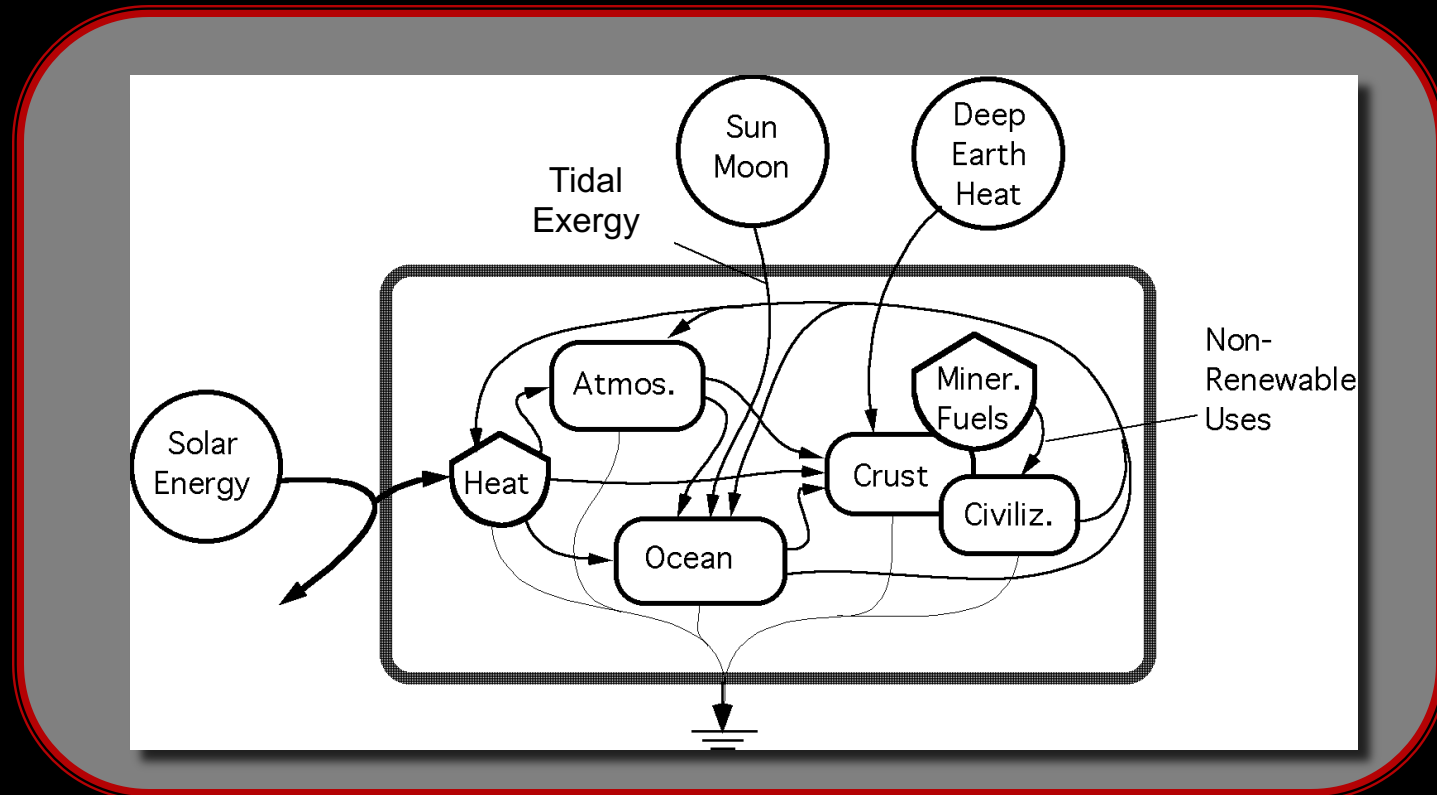 Sun
Moon
Deep
Earth
Heat
Tidal
Exergy
Non-
Renewable
Uses
Atmos.
Miner.
Fuels
Solar
Energy
Heat
Crust
Civiliz.
Ocean